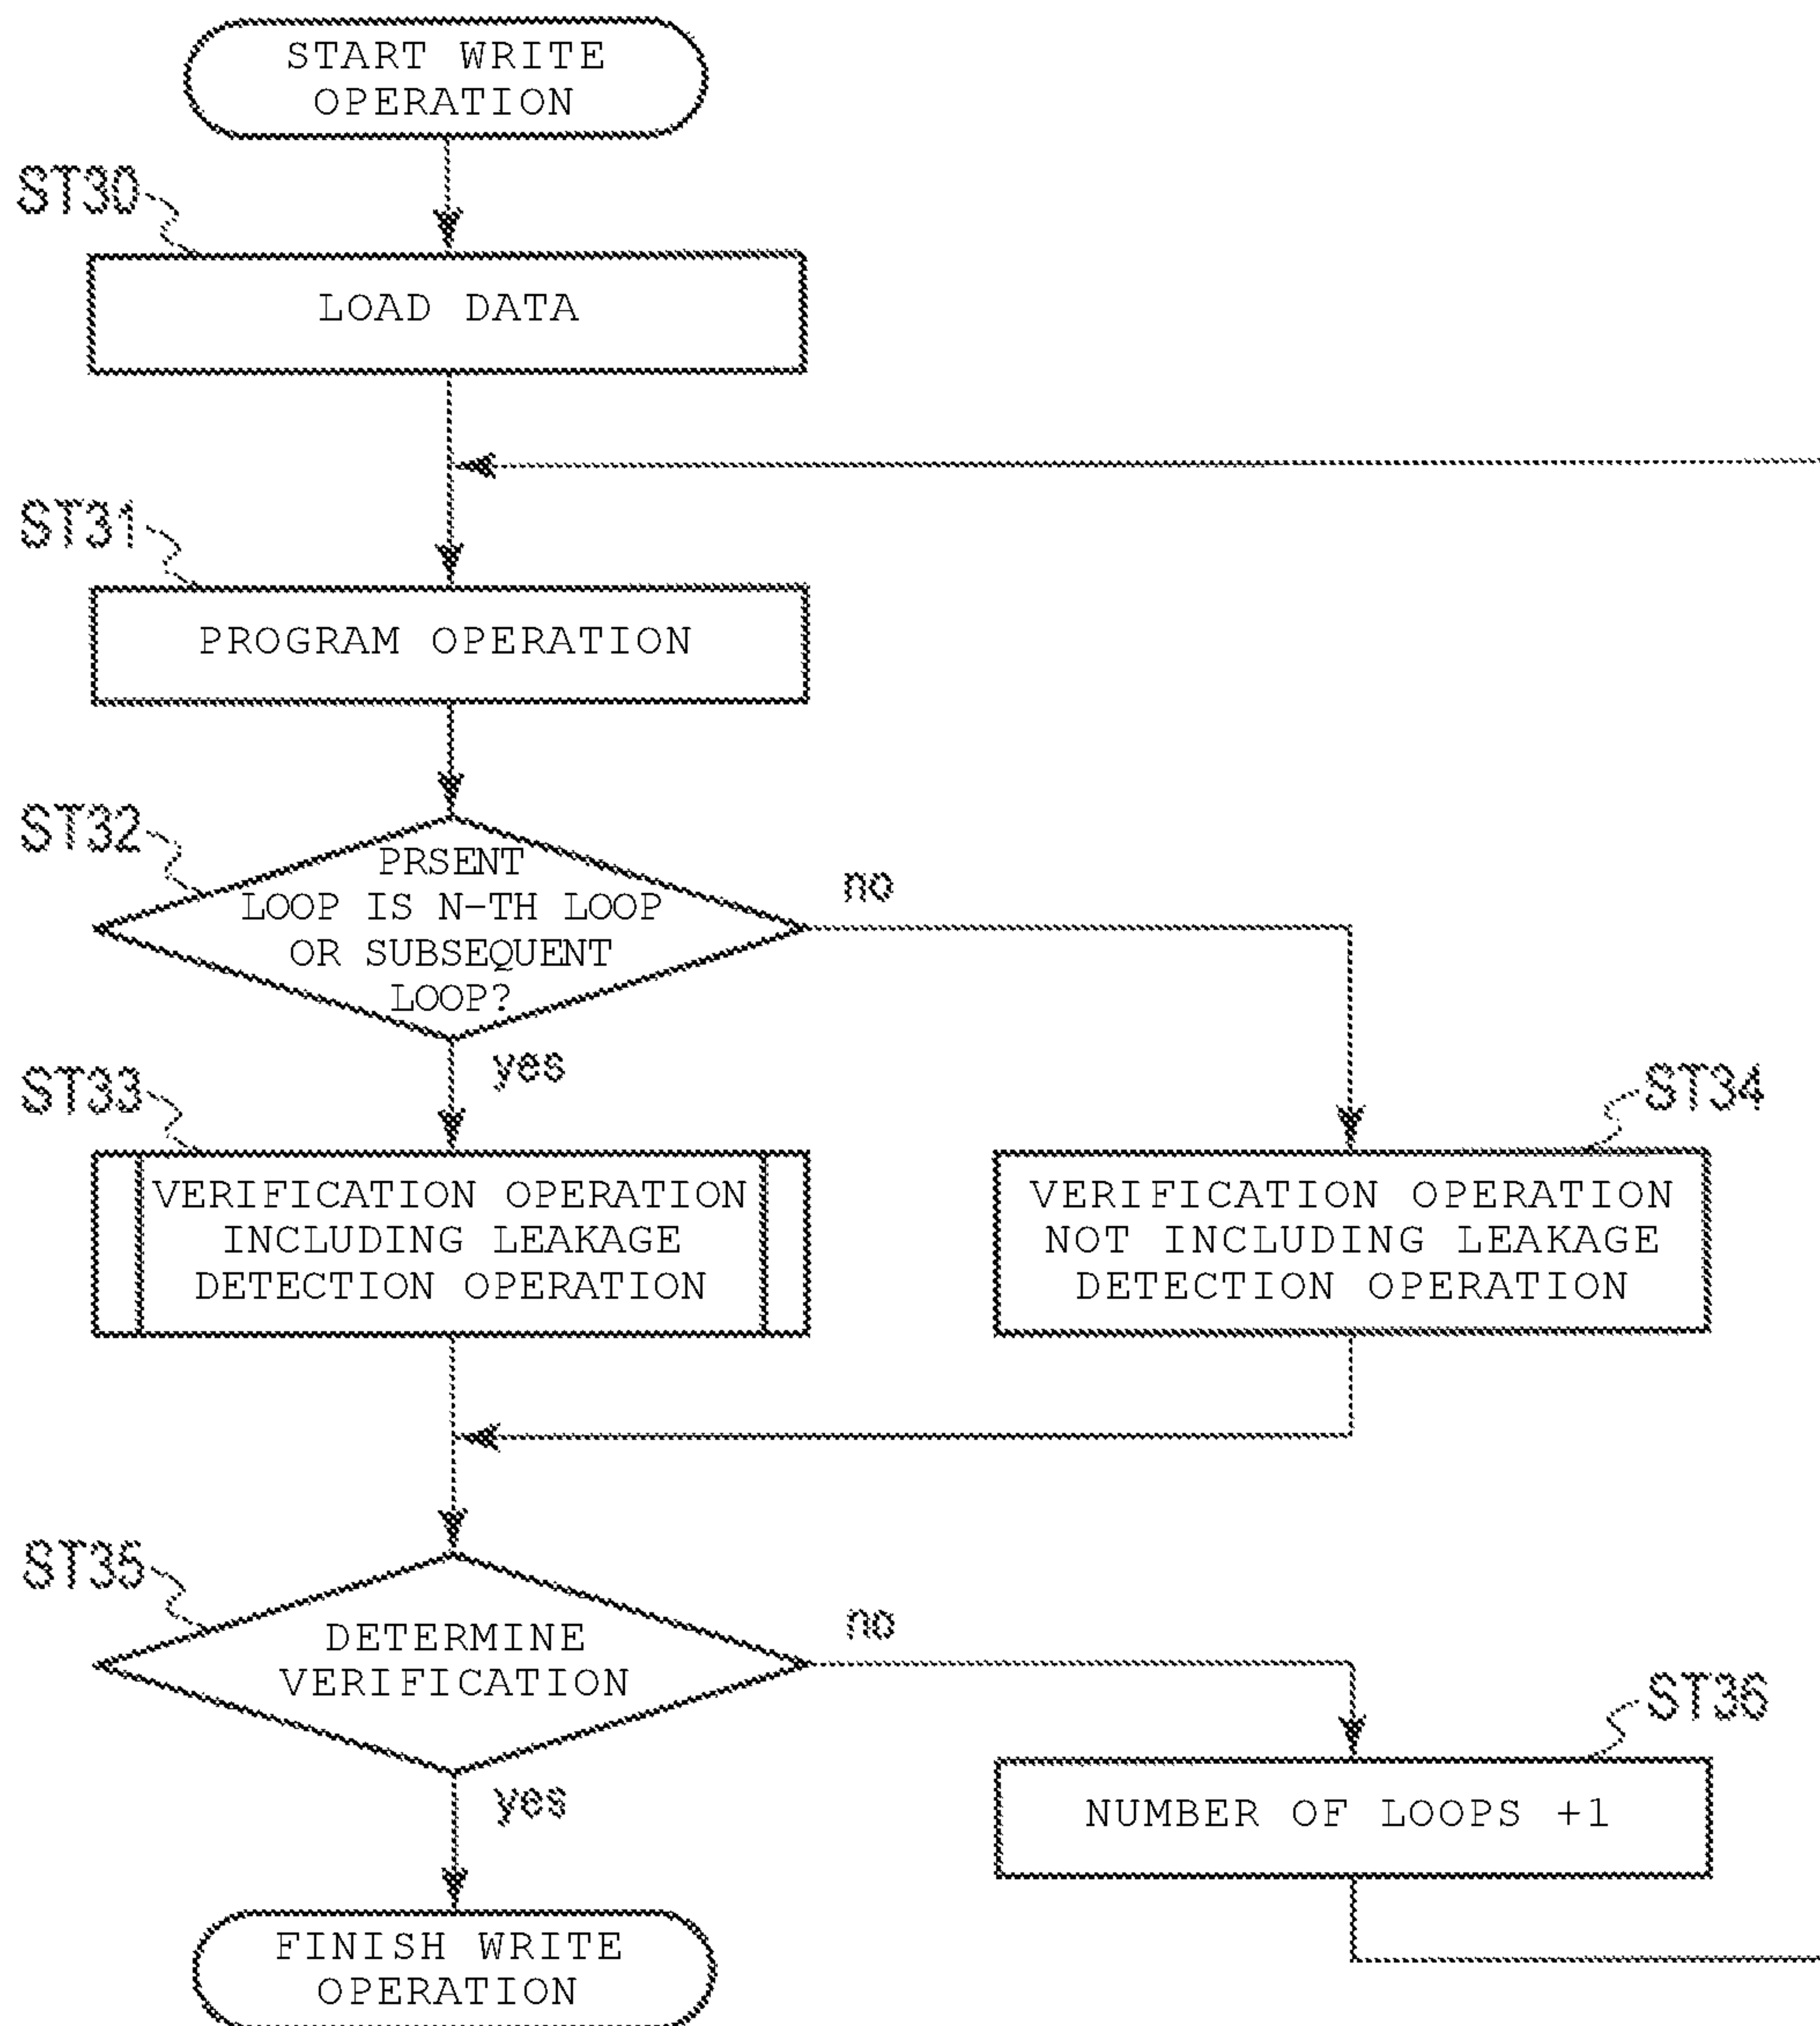 START WRITE
OPERATION
ST30
LOAD DATA
ST31
PROGRAM OPERATION
ST32
PRSENT
LOOP IS N-TH LOOP
OR SUBSEQUENT
LOOP?
no
yes
ST33
VERIFICATION OPERATION
INCLUDING LEAKAGE
DETECTION OPERATION
ST34
VERIFICATION OPERATION
NOT INCLUDING LEAKAGE
DETECTION OPERATION
ST35
DETERMINE
VERIFICATION
no
yes
ST36
NUMBER OF LOOPS +1
FINISH WRITE
OPERATION